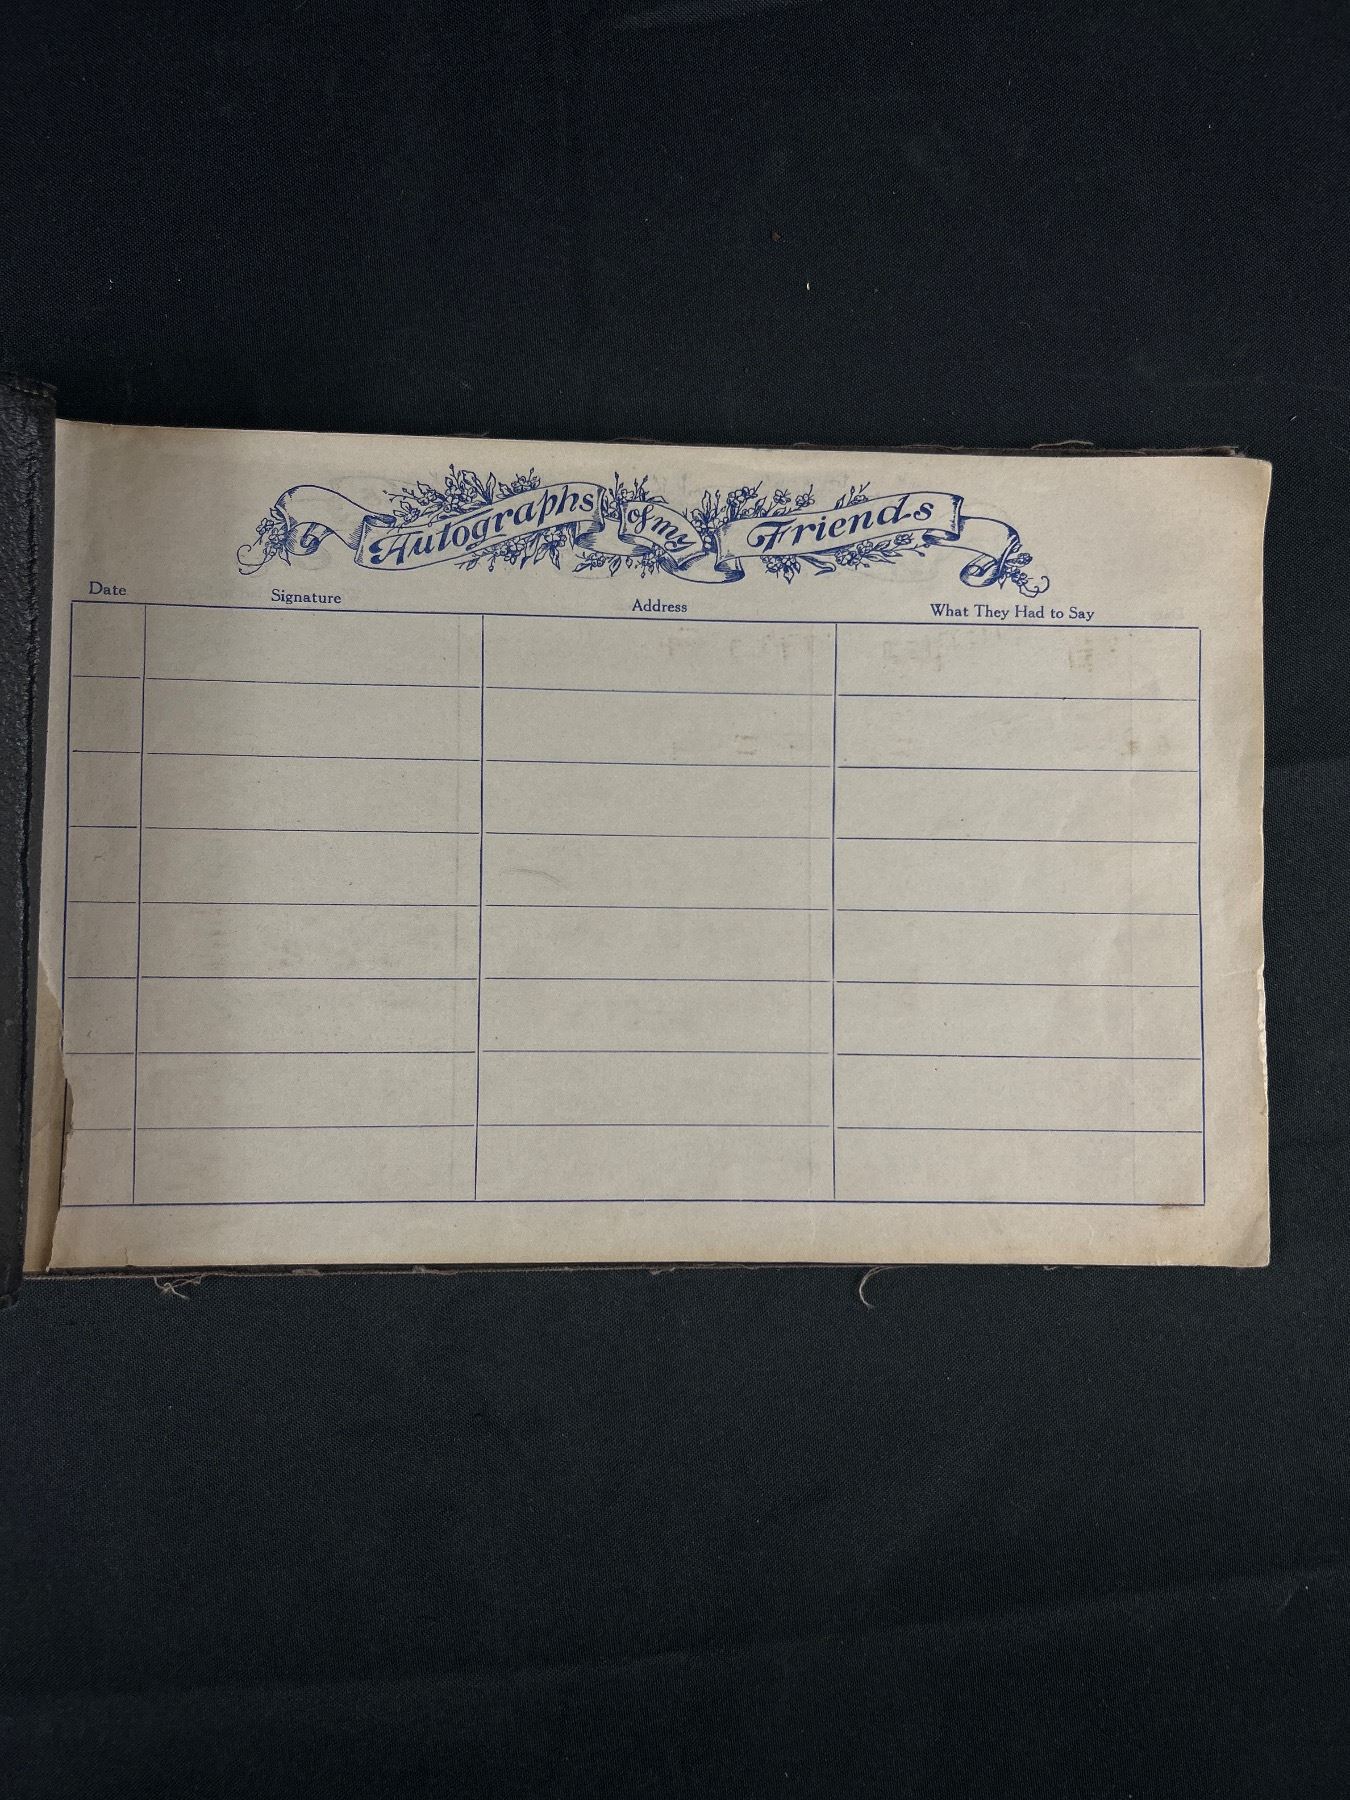 Autographs of my Friends
Date Signature Address What They Had to Say